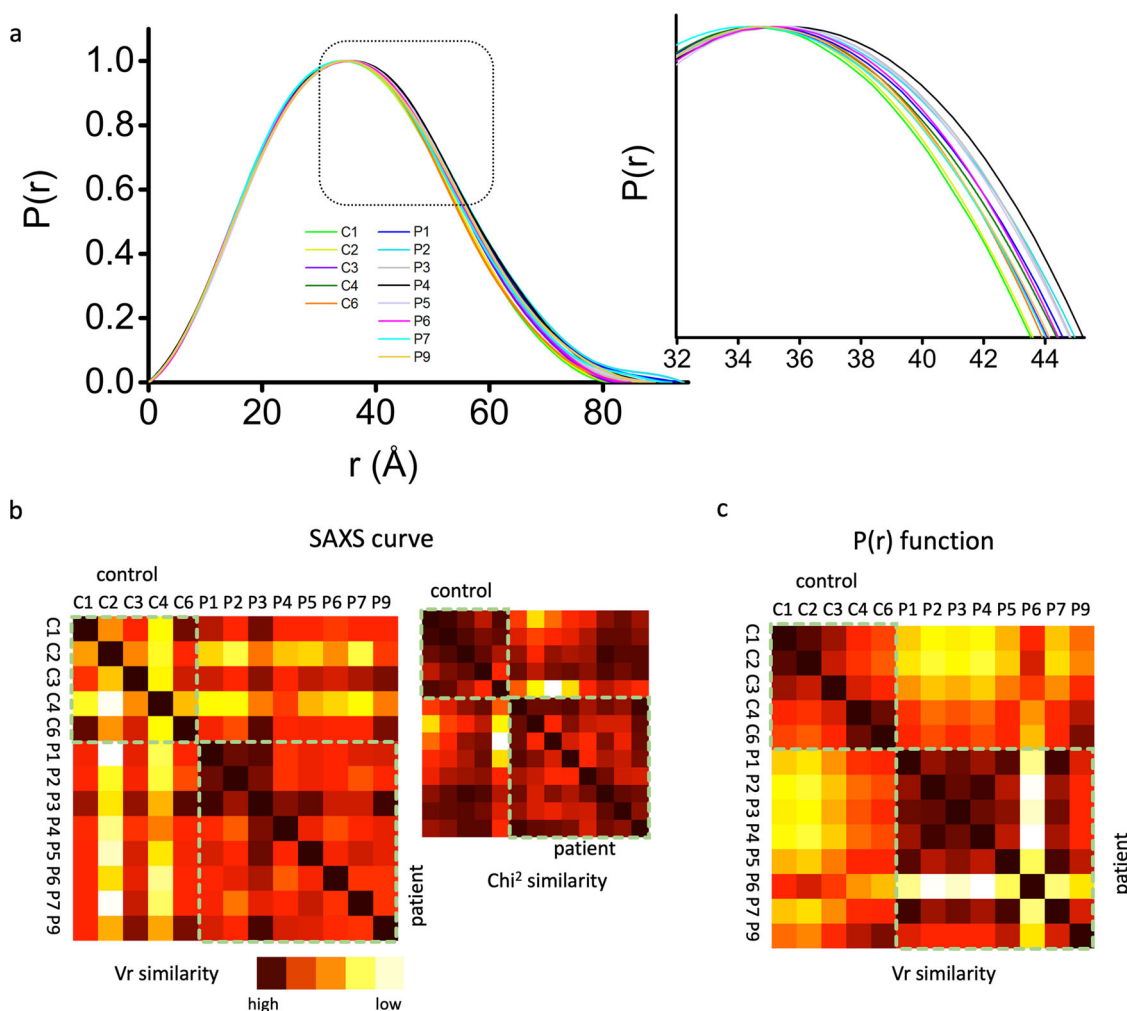 a
P(r)
1.0
0.8
0.6
0.4
0.2
0.0
0 20 40 60 80
r (Å)
C1 P1
C2 P2
C3 P3
C4 P4
C6 P5
P6
P7
P9
P(r)
32 34 36 38 40 42 44
b
SAXS curve
control
C1 C2 C3 C4 C6 P1 P2 P3 P4 P5 P6 P7 P9
C1
C2
C3
C4
C6
P1
P2
P3
P4
P5
P6
P7
P9
patient
Vr similarity
high low
control
patient
Chi² similarity
c
P(r) function
control
C1 C2 C3 C4 C6 P1 P2 P3 P4 P5 P6 P7 P9
C1
C2
C3
C4
C6
P1
P2
P3
P4
P5
P6
P7
P9
patient
Vr similarity